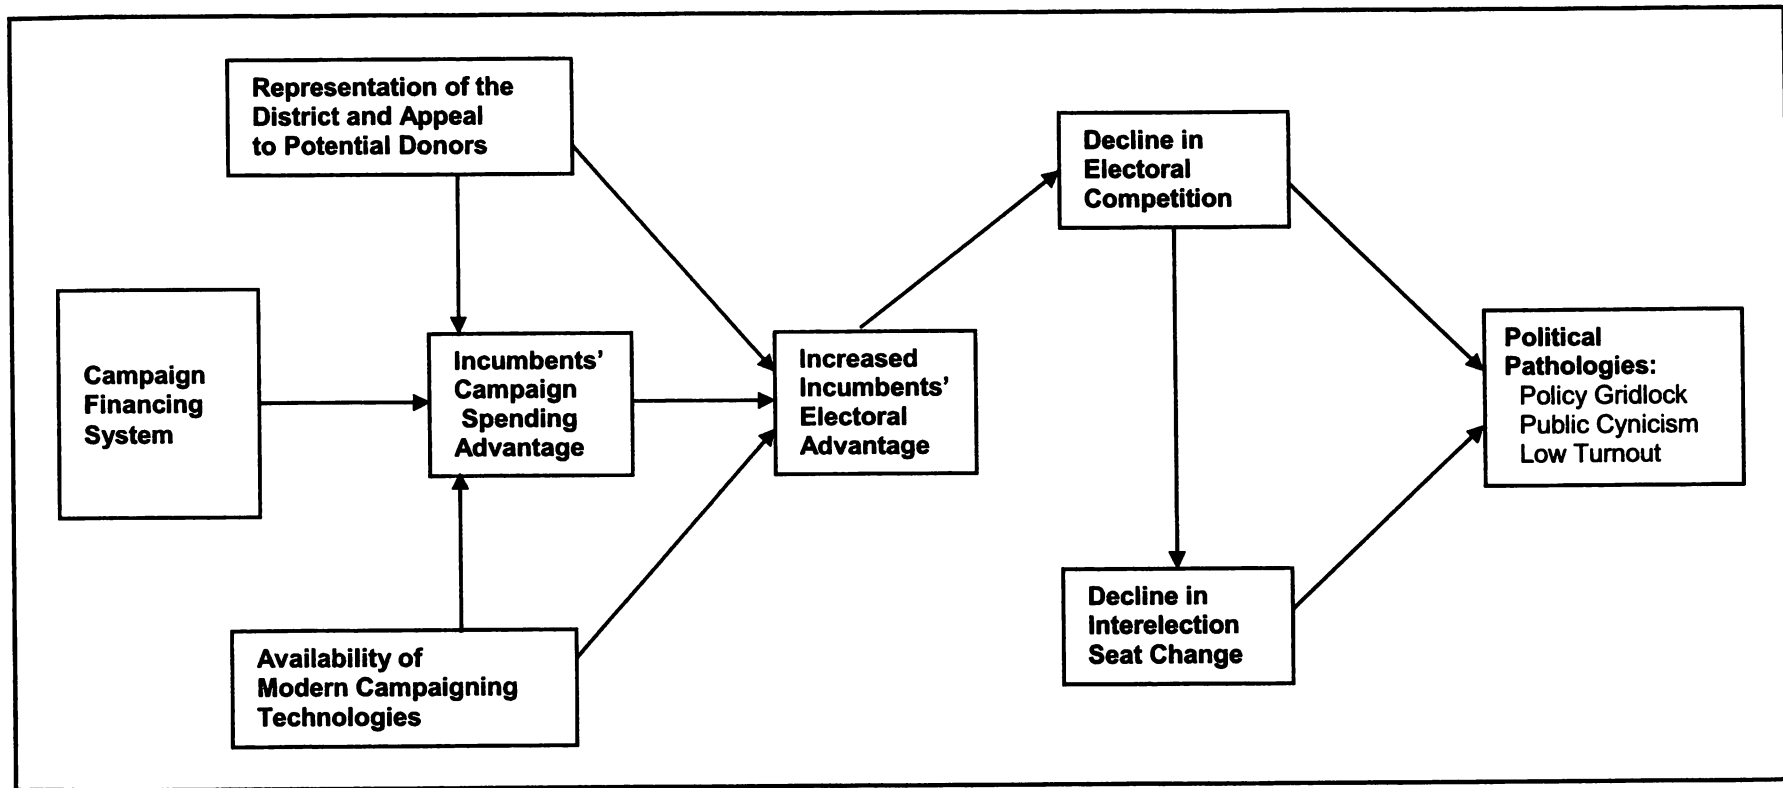 Representation of the
District and Appeal
to Potential Donors
Decline in
Electoral
Competition
Campaign
Financing
System
Incumbents'
Campaign
Spending
Advantage
Increased
Incumbents'
Electoral
Advantage
Political
Pathologies:
Policy Gridlock
Public Cynicism
Low Turnout
Availability of
Modern Campaigning
Technologies
Decline in
Interelection
Seat Change